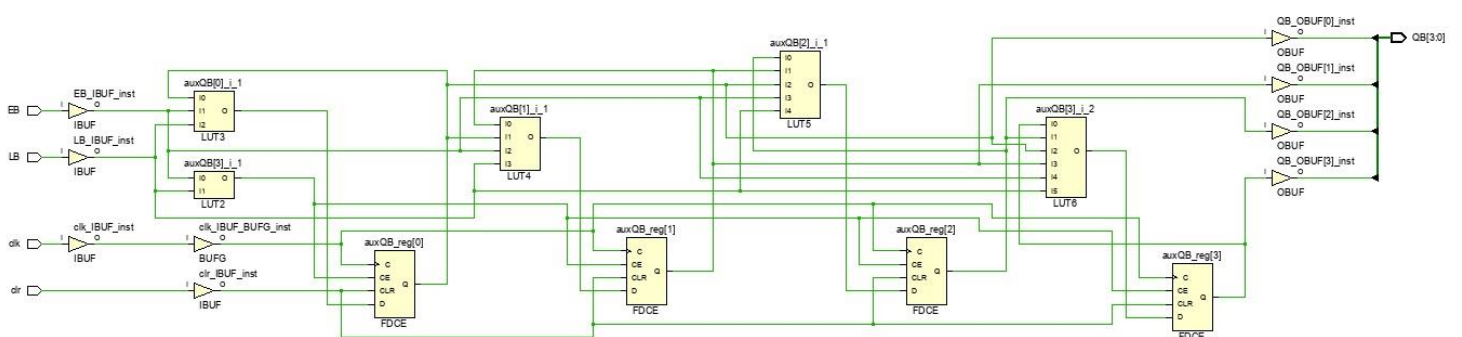 EB
EB_IBUF_inst
I
O
IBUF
LB
LB_IBUF_inst
I
O
IBUF
auxQB[0]_i_1
I0
I1
I2
O
LUT3
auxQB[3]_i_1
I0
I1
O
LUT2
clk
clk_IBUF_inst
I
O
IBUF
clk_IBUF_BUFG_inst
I
O
BUFG
clr
clr_IBUF_inst
I
O
IBUF
auxQB_reg[0]
C
CE
CLR
D
Q
FDCE
auxQB[1]_i_1
I0
I1
I2
I3
O
LUT4
auxQB_reg[1]
C
CE
CLR
D
Q
FDCE
auxQB[2]_i_1
I0
I1
I2
I3
I4
O
LUT5
auxQB_reg[2]
C
CE
CLR
D
Q
FDCE
auxQB[3]_i_2
I0
I1
I2
I3
I4
I5
O
LUT6
auxQB_reg[3]
C
CE
CLR
D
Q
FDCE
QB_OBUF[0]_inst
I
O
OBUF
QB_OBUF[1]_inst
I
O
OBUF
QB_OBUF[2]_inst
I
O
OBUF
QB_OBUF[3]_inst
I
O
OBUF
QB[3:0]